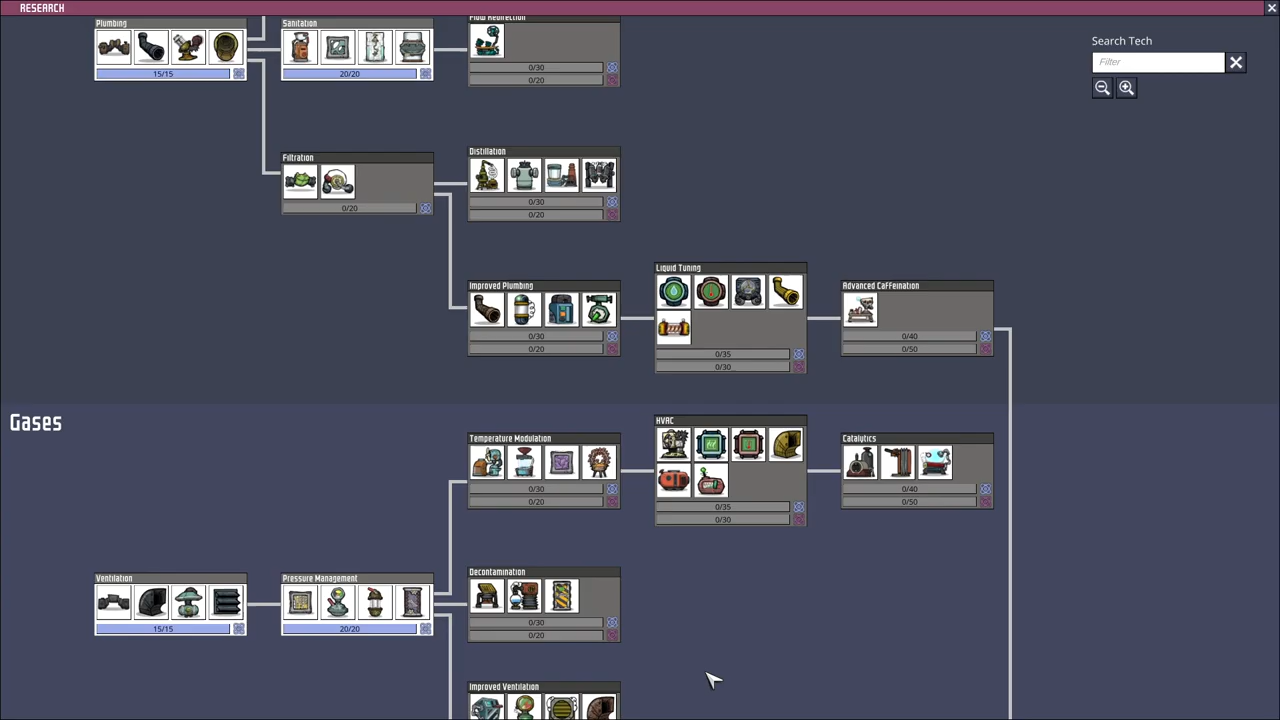 RESEARCH
Search Tech
Filter
Plumbing
15/15
Sanitation
20/20
Flow Redirection
0/30
0/20
Filtration
0/20
Distillation
0/30
0/20
Improved Plumbing
0/30
0/20
Liquid Tuning
0/35
0/30
Advanced Caffeination
0/40
0/50
Gases
Temperature Modulation
0/30
0/20
HVAC
0/35
0/30
Catalytics
0/40
0/50
Ventilation
15/15
Pressure Management
20/20
Decontamination
0/30
0/20
Improved Ventilation